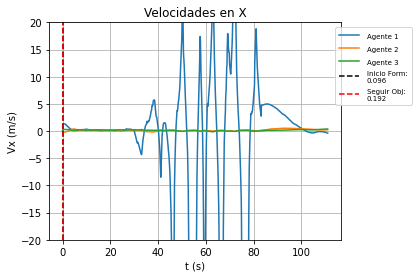 Velocidades en X
Vx (m/s)
20
15
10
5
0
−5
−10
−15
−20
0
20
40
60
80
100
t (s)
Agente 1
Agente 2
Agente 3
Inicio Form:
0.096
Seguir Obj:
0.192